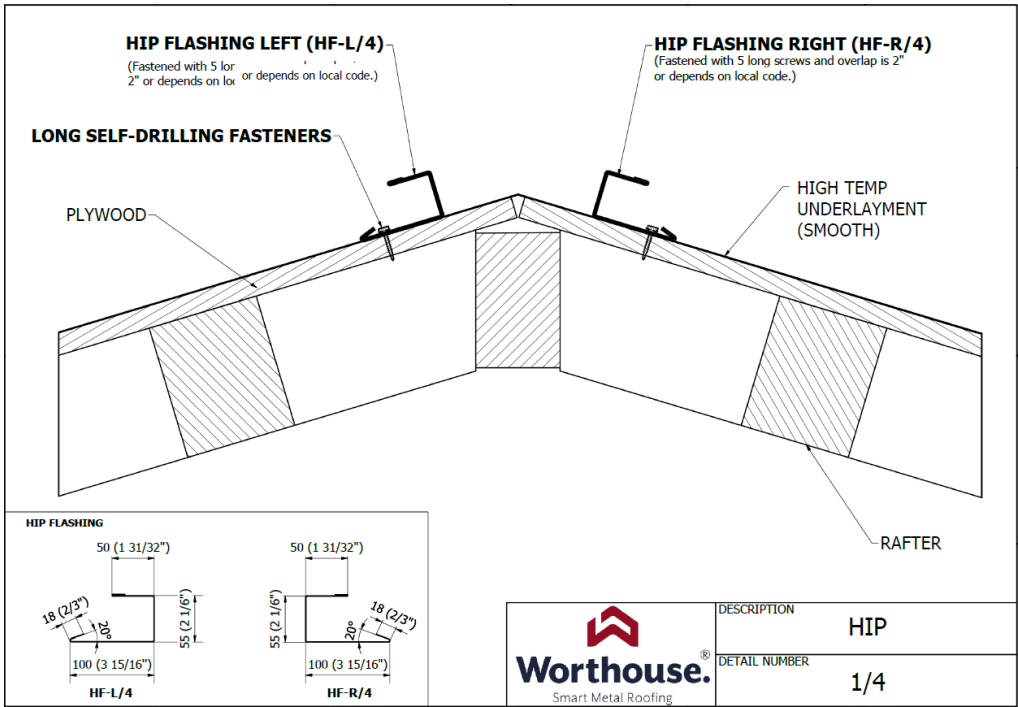 HIP FLASHING LEFT (HF-L/4)
(Fastened with 5
2" or depends on
or depends on local code.)
HIP FLASHING RIGHT (HF-R/4)
(Fastened with 5 long screws and overlap is 2"
or depends on local code.)
LONG SELF-DRILLING FASTENERS
PLYWOOD
HIGH TEMP
UNDERLAYMENT
(SMOOTH)
RAFTER
HIP FLASHING
50 (1 31/32")
18 (2/3")
20°
55 (2 1/6")
100 (3 15/16")
HF-L/4
50 (1 31/32")
55 (2 1/6")
20°
18 (2/3")
100 (3 15/16")
HF-R/4
Worthouse.®
Smart Metal Roofing
DESCRIPTION
HIP
DETAIL NUMBER
1/4